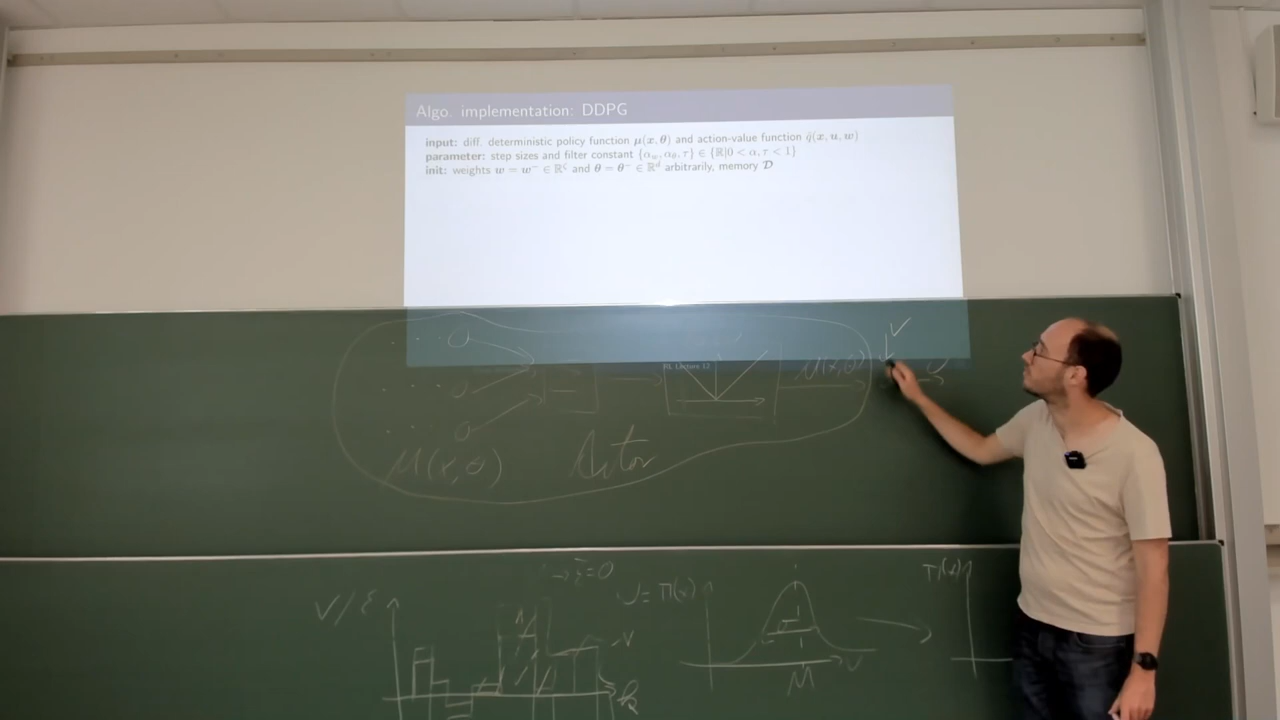 Algo. implementation: DDPG
input: diff. deterministic policy function μ(x, θ) and action-value function q̂(x, u, w)
parameter: step sizes and filter constant {α_w, α_θ, τ} ∈ {ℝ|0 < α, τ < 1}
init: weights w = w⁻ ∈ ℝ^ζ and θ = θ⁻ ∈ ℝ^d arbitrarily, memory 𝒟
RL Lecture 12
μ(x,θ)
μ(x,θ) Actor